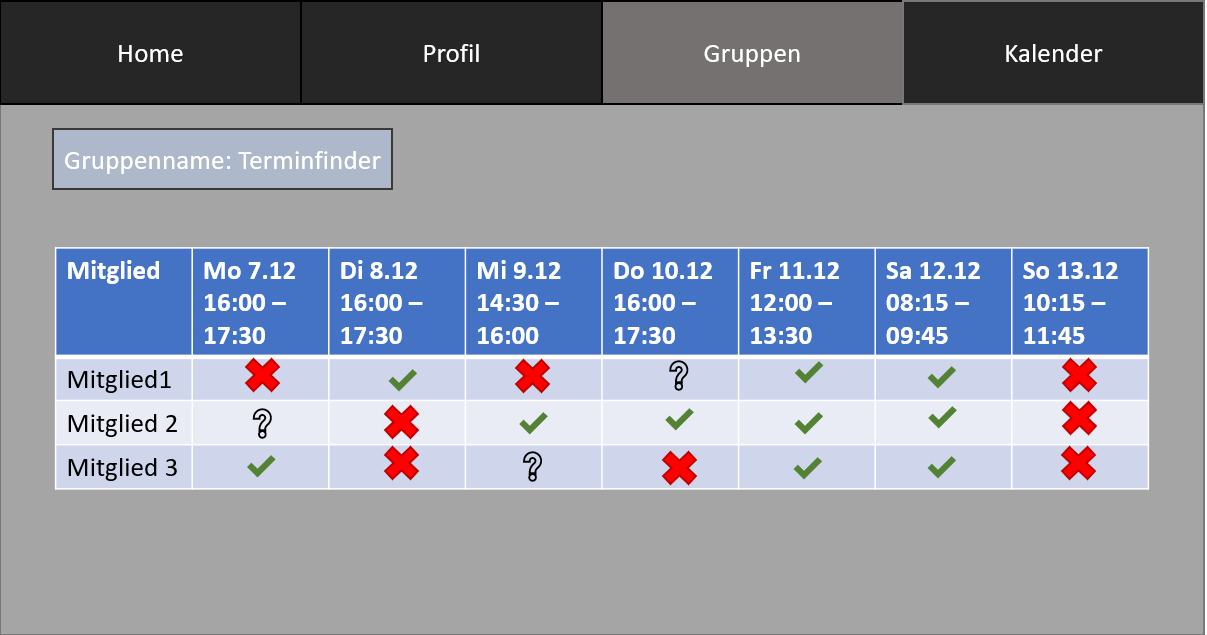 Home
Profil
Gruppen
Kalender
Gruppenname: Terminfinder
Mitglied
Mo 7.12
16:00 –
17:30
Di 8.12
16:00 –
17:30
Mi 9.12
14:30 –
16:00
Do 10.12
16:00 –
17:30
Fr 11.12
12:00 –
13:30
Sa 12.12
08:15 –
09:45
So 13.12
10:15 –
11:45
Mitglied1
?
Mitglied 2
?
Mitglied 3
?